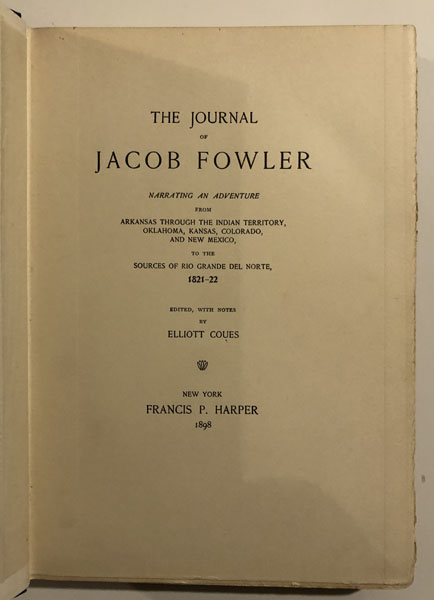 THE JOURNAL
OF
JACOB FOWLER
NARRATING AN ADVENTURE
FROM
ARKANSAS THROUGH THE INDIAN TERRITORY,
OKLAHOMA, KANSAS, COLORADO,
AND NEW MEXICO,
TO THE
SOURCES OF RIO GRANDE DEL NORTE,
1821-22
EDITED, WITH NOTES
BY
ELLIOTT COUES
NEW YORK
FRANCIS P. HARPER
1898